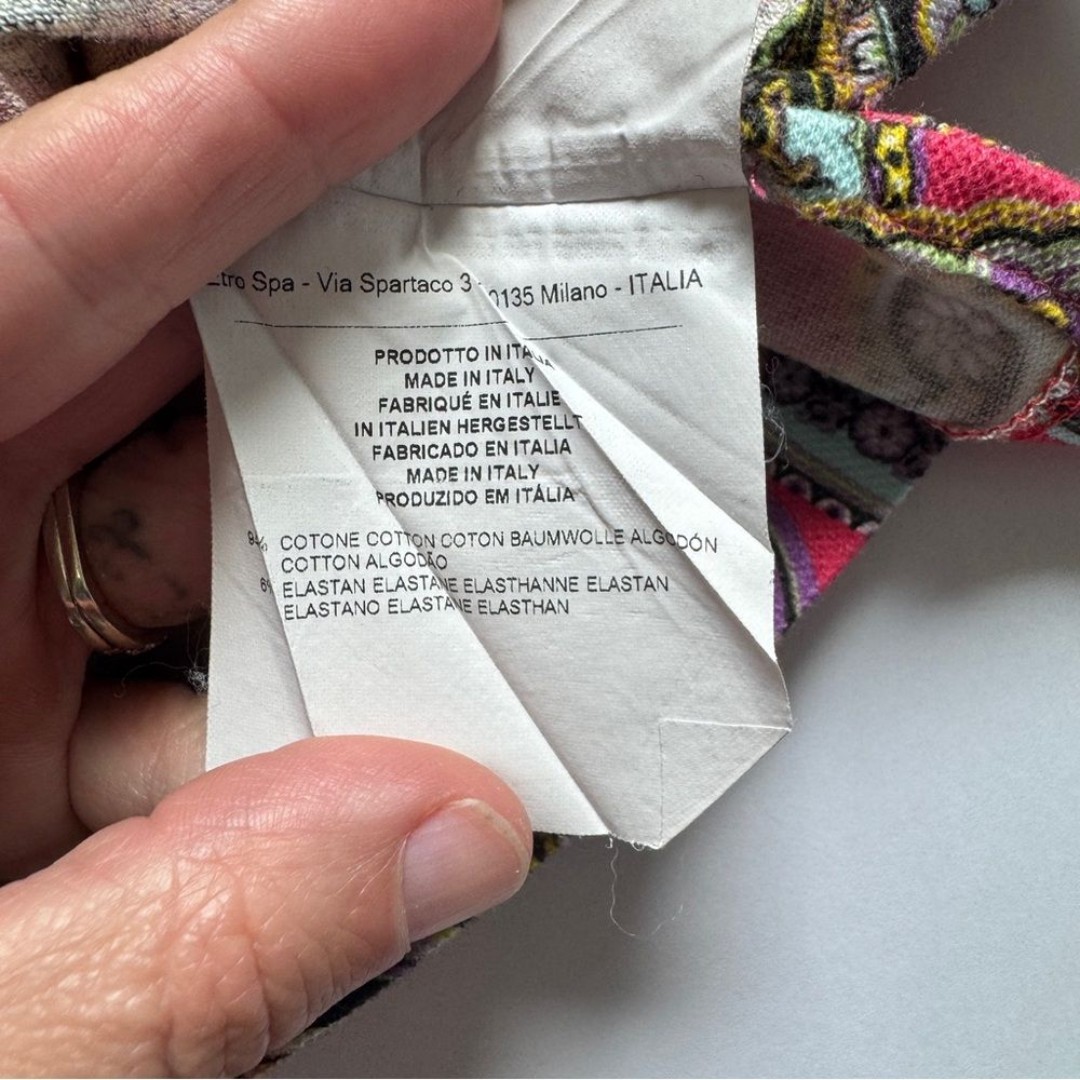 Etro Spa - Via Spartaco 3 0135 Milano - ITALIA
PRODOTTO IN ITALIA
MADE IN ITALY
FABRIQUÉ EN ITALIE
IN ITALIEN HERGESTELLT
FABRICADO EN ITALIA
MADE IN ITALY
PRODUZIDO EM ITÁLIA
COTONE COTTON COTON BAUMWOLLE ALGODÓN
COTTON ALGODÃO
ELASTAN ELASTANE ELASTHANNE ELASTAN
ELASTANO ELASTANE ELASTHAN